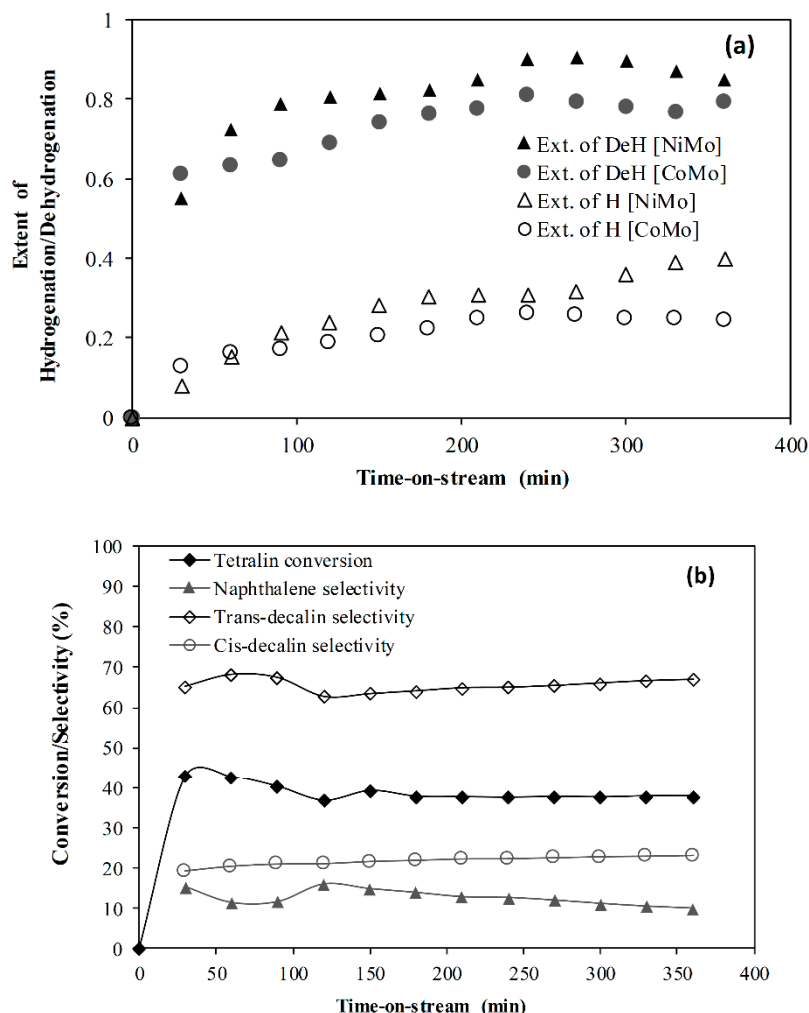 (a)
1
0.8
0.6
0.4
0.2
0
Extent of
Hydrogenation/Dehydrogenation
Ext. of DeH [NiMo]
Ext. of DeH [CoMo]
Ext. of H [NiMo]
Ext. of H [CoMo]
0 100 200 300 400
Time-on-stream (min)
(b)
100
90
80
70
60
50
40
30
20
10
0
Conversion/Selectivity (%)
Tetralin conversion
Naphthalene selectivity
Trans-decalin selectivity
Cis-decalin selectivity
0 50 100 150 200 250 300 350 400
Time-on-stream (min)